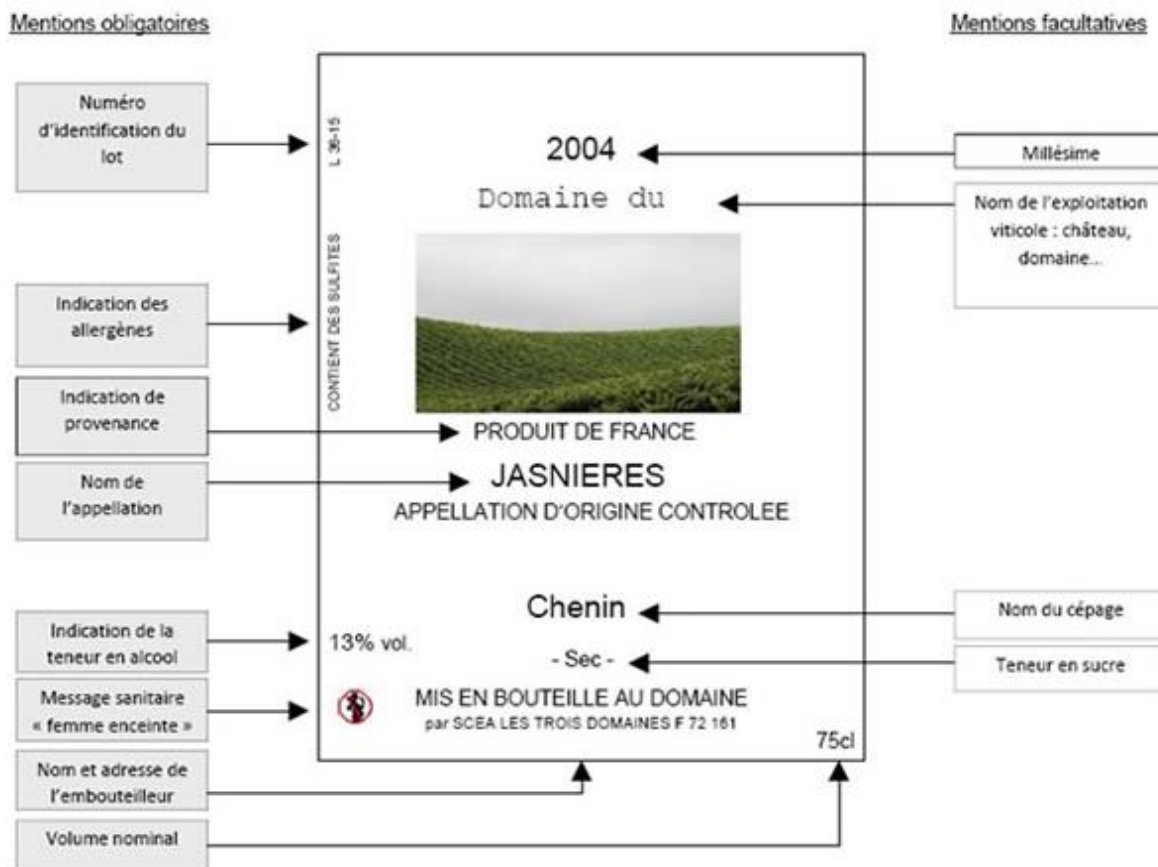 Mentions obligatoires
Mentions facultatives
Numéro
d'identification du
lot
Indication des
allergènes
Indication de
provenance
Nom de
l'appellation
Indication de la
teneur en alcool
Message sanitaire
« femme enceinte »
Nom et adresse de
l'embouteilleur
Volume nominal
L 36-15
CONTIENT DES SULFITES
2004
Domaine du
PRODUIT DE FRANCE
JASNIERES
APPELLATION D'ORIGINE CONTROLEE
Chenin
13% vol.
- Sec -
MIS EN BOUTEILLE AU DOMAINE
par SCEA LES TROIS DOMAINES F 72 161
75cl
Millésime
Nom de l'exploitation
viticole : château,
domaine...
Nom du cépage
Teneur en sucre